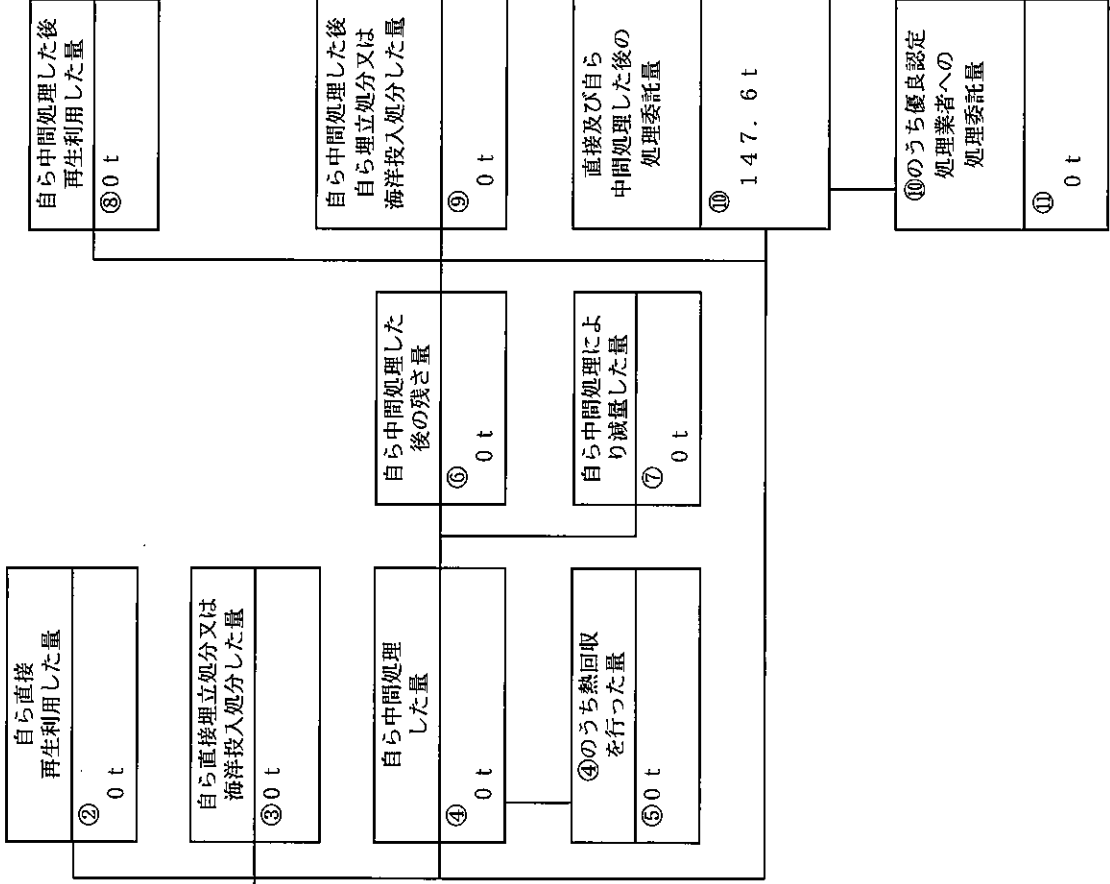 自ら直接
再生利用した量
②
0 t
自ら直接埋立処分又は
海洋投入処分した量
③0 t
自ら中間処理
した量
④
0 t
④のうち熱回収
を行った量
⑤0 t
自ら中間処理した
後の残さ量
⑥
0 t
自ら中間処理によ
り減量した量
⑦
0 t
自ら中間処理した後
再生利用した量
⑧0 t
自ら中間処理した後
自ら埋立処分又は
海洋投入処分した量
⑨
0 t
直接及び自ら
中間処理した後の
処理委託量
⑩
147.6 t
⑩のうち優良認定
処理業者への
処理委託量
⑪
0 t